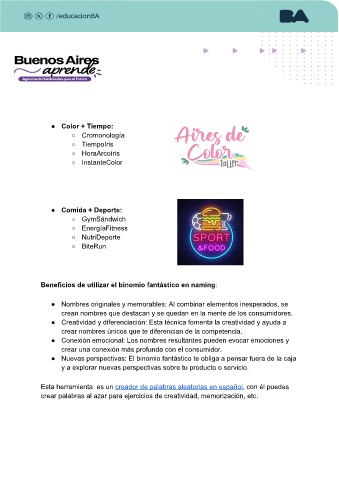 /educacionBA
BA
Buenos Aires
aprende
Agencia de Habilidades para el Futuro
● Color + Tiempo:
○ Cromonología
○ TiempoIris
○ HoraArcoíris
○ InstanteColor
Aires de
Color
taller
● Comida + Deporte:
○ GymSándwich
○ EnergíaFitness
○ NutriDeporte
○ BiteRun
SPORT
&FOOD
Beneficios de utilizar el binomio fantástico en naming:
● Nombres originales y memorables: Al combinar elementos inesperados, se
crean nombres que destacan y se quedan en la mente de los consumidores.
● Creatividad y diferenciación: Esta técnica fomenta la creatividad y ayuda a
crear nombres únicos que te diferencian de la competencia.
● Conexión emocional: Los nombres resultantes pueden evocar emociones y
crear una conexión más profunda con el consumidor.
● Nuevas perspectivas: El binomio fantástico te obliga a pensar fuera de la caja
y a explorar nuevas perspectivas sobre tu producto o servicio.
Esta herramienta es un creador de palabras aleatorias en español, con él puedes
crear palabras al azar para ejercicios de creatividad, memorización, etc.